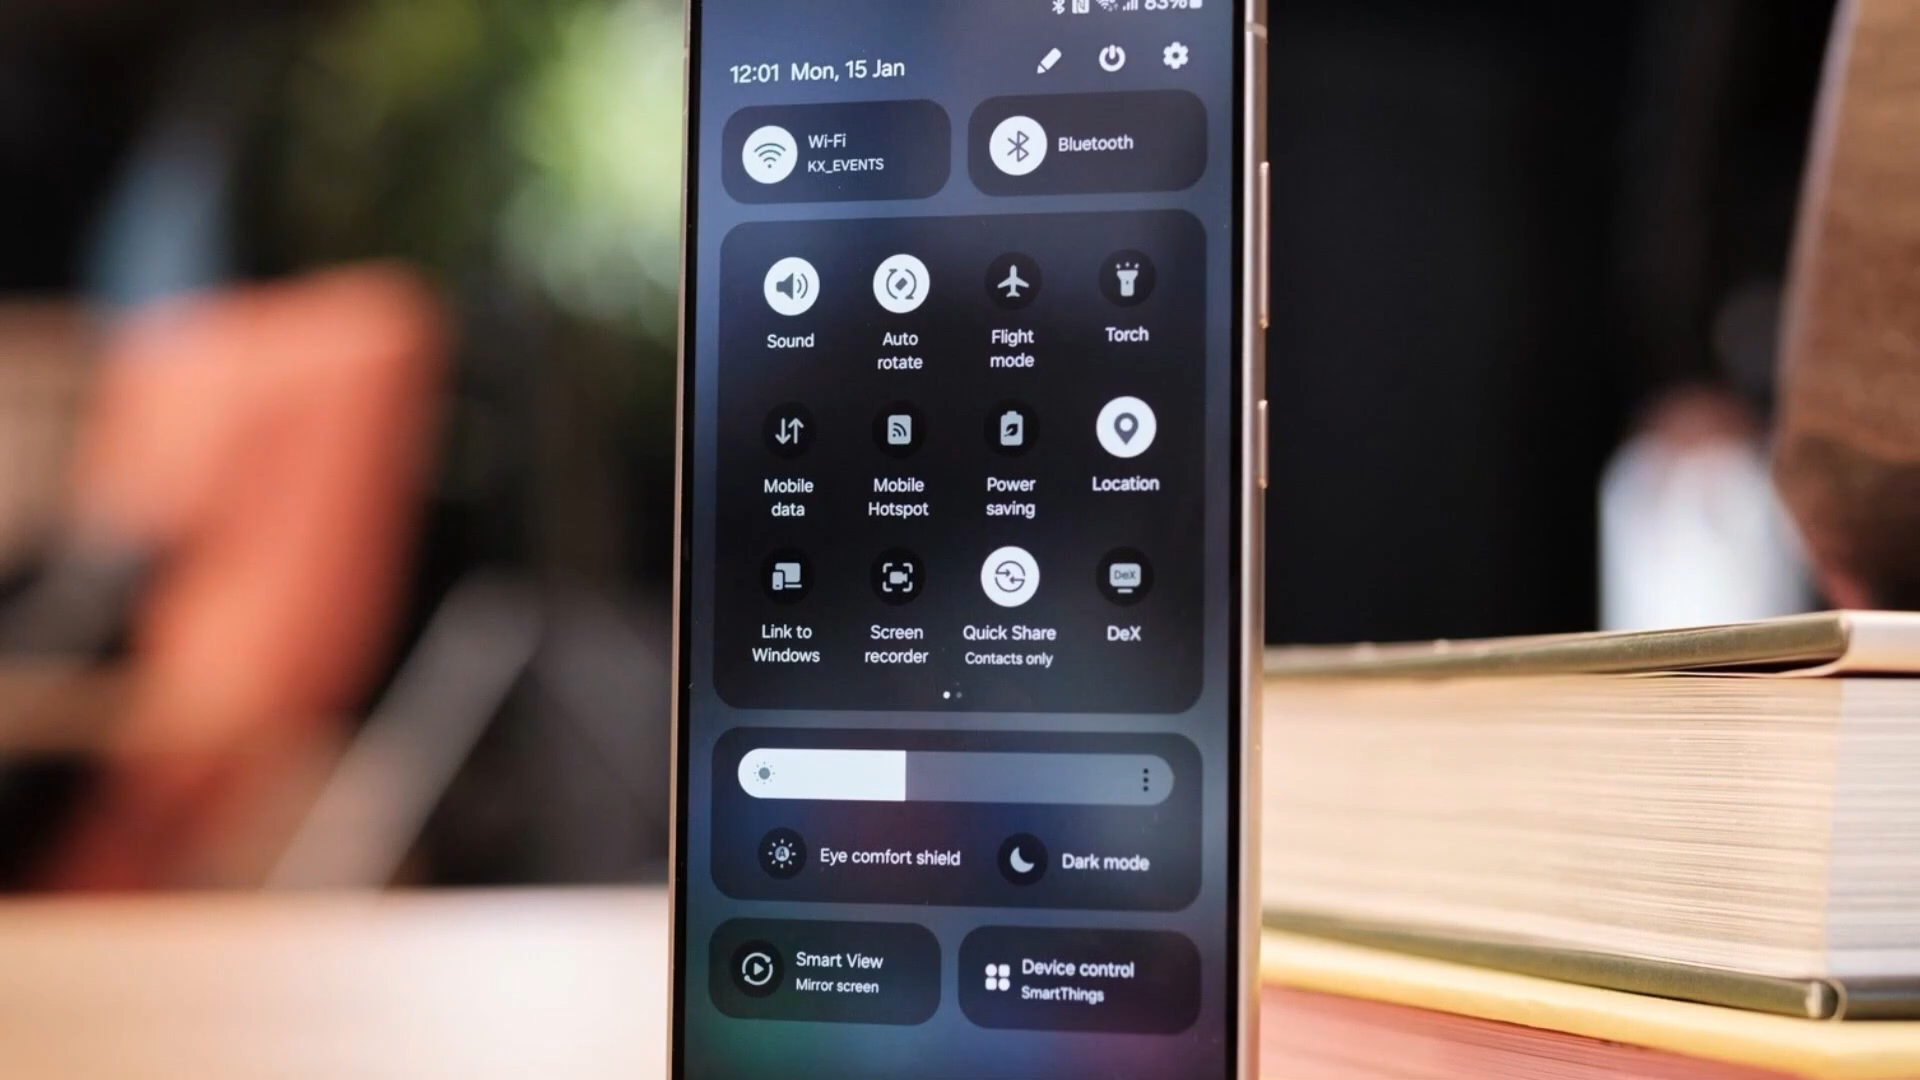 83%
12:01 Mon, 15 Jan
Wi-Fi
KX_EVENTS
Bluetooth
Sound
Auto
rotate
Flight
mode
Torch
Mobile
data
Mobile
Hotspot
Power
saving
Location
Link to
Windows
Screen
recorder
Quick Share
Contacts only
DeX
DeX
Eye comfort shield
Dark mode
Smart View
Mirror screen
Device control
SmartThings